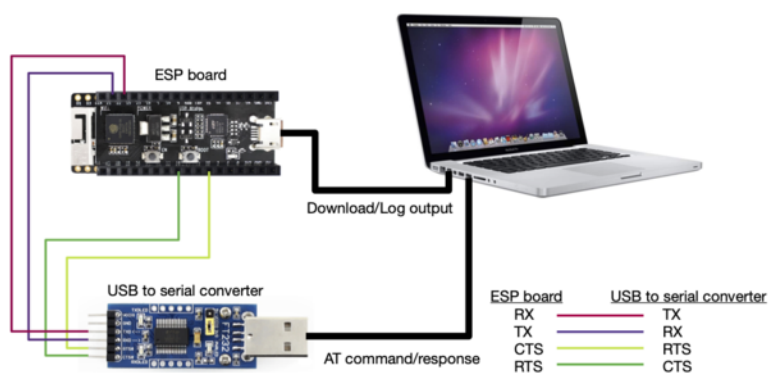 ESP board
Download/Log output
USB to serial converter
AT command/response
ESP board USB to serial converter
RX TX
TX RX
CTS RTS
RTS CTS